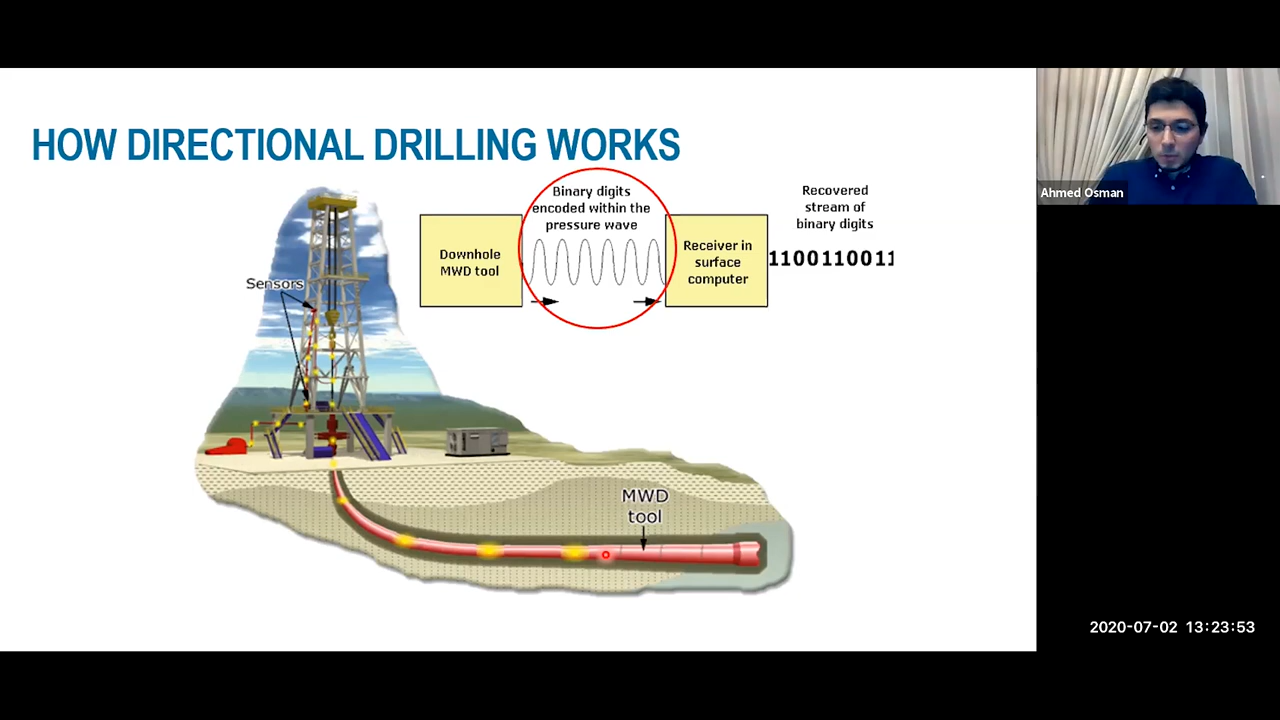 HOW DIRECTIONAL DRILLING WORKS
Binary digits
encoded within the
pressure wave
Recovered
stream of
binary digits
Downhole
MWD tool
Receiver in
surface
computer
1100110011
Sensors
MWD
tool
Ahmed Osman
2020-07-02 13:23:53